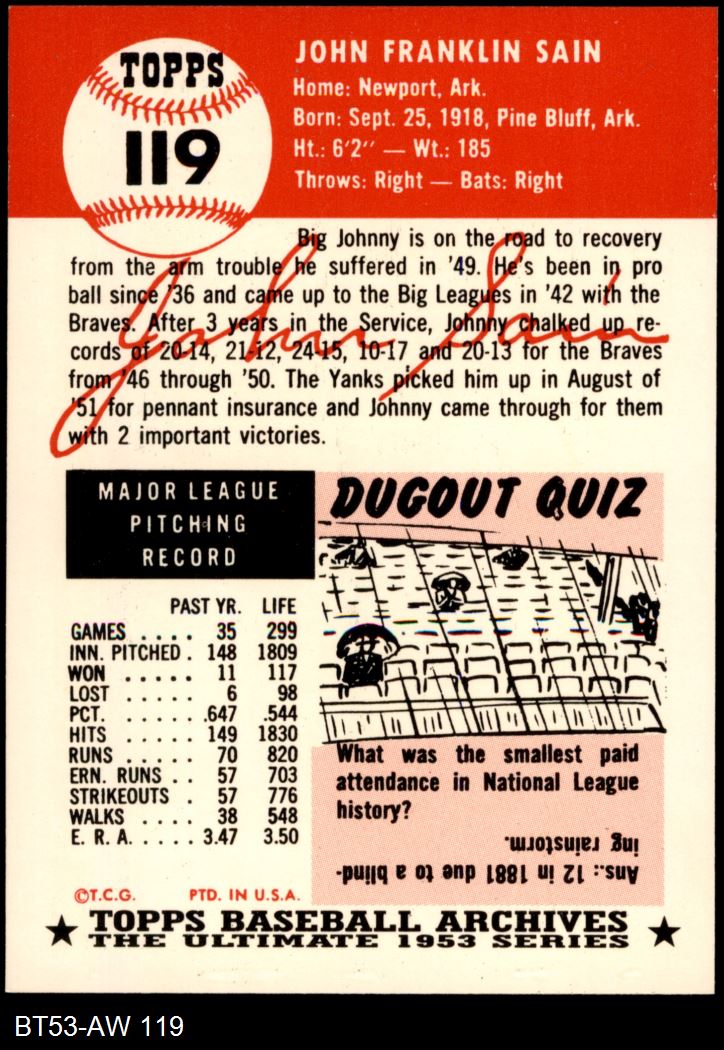 TOPPS
119
JOHN FRANKLIN SAIN
Home: Newport, Ark.
Born: Sept. 25, 1918, Pine Bluff, Ark.
Ht.: 6'2'' — Wt.: 185
Throws: Right — Bats: Right
Big Johnny is on the road to recovery
from the arm trouble he suffered in '49. He's been in pro
ball since '36 and came up to the Big Leagues in '42 with the
Braves. After 3 years in the Service, Johnny chalked up re-
cords of 20-14, 21-12, 24-15, 10-17 and 20-13 for the Braves
from '46 through '50. The Yanks picked him up in August of
'51 for pennant insurance and Johnny came through for them
with 2 important victories.
John Sain
MAJOR LEAGUE
PITCHING
RECORD
PAST YR. LIFE
GAMES . . . . 35 299
INN. PITCHED . 148 1809
WON . . . . . 11 117
LOST . . . . . 6 98
PCT. . . . . . .647 .544
HITS . . . . . 149 1830
RUNS . . . . . 70 820
ERN. RUNS . . 57 703
STRIKEOUTS . 57 776
WALKS . . . . 38 548
E. R. A. . . . . . 3.47 3.50
DUGOUT QUIZ
What was the smallest paid
attendance in National League
history?
Ans.: 12 in 1881 due to a blind-
ing rainstorm.
©T.C.G. PTD. IN U.S.A.
★ TOPPS BASEBALL ARCHIVES ★
THE ULTIMATE 1953 SERIES
BT53-AW 119